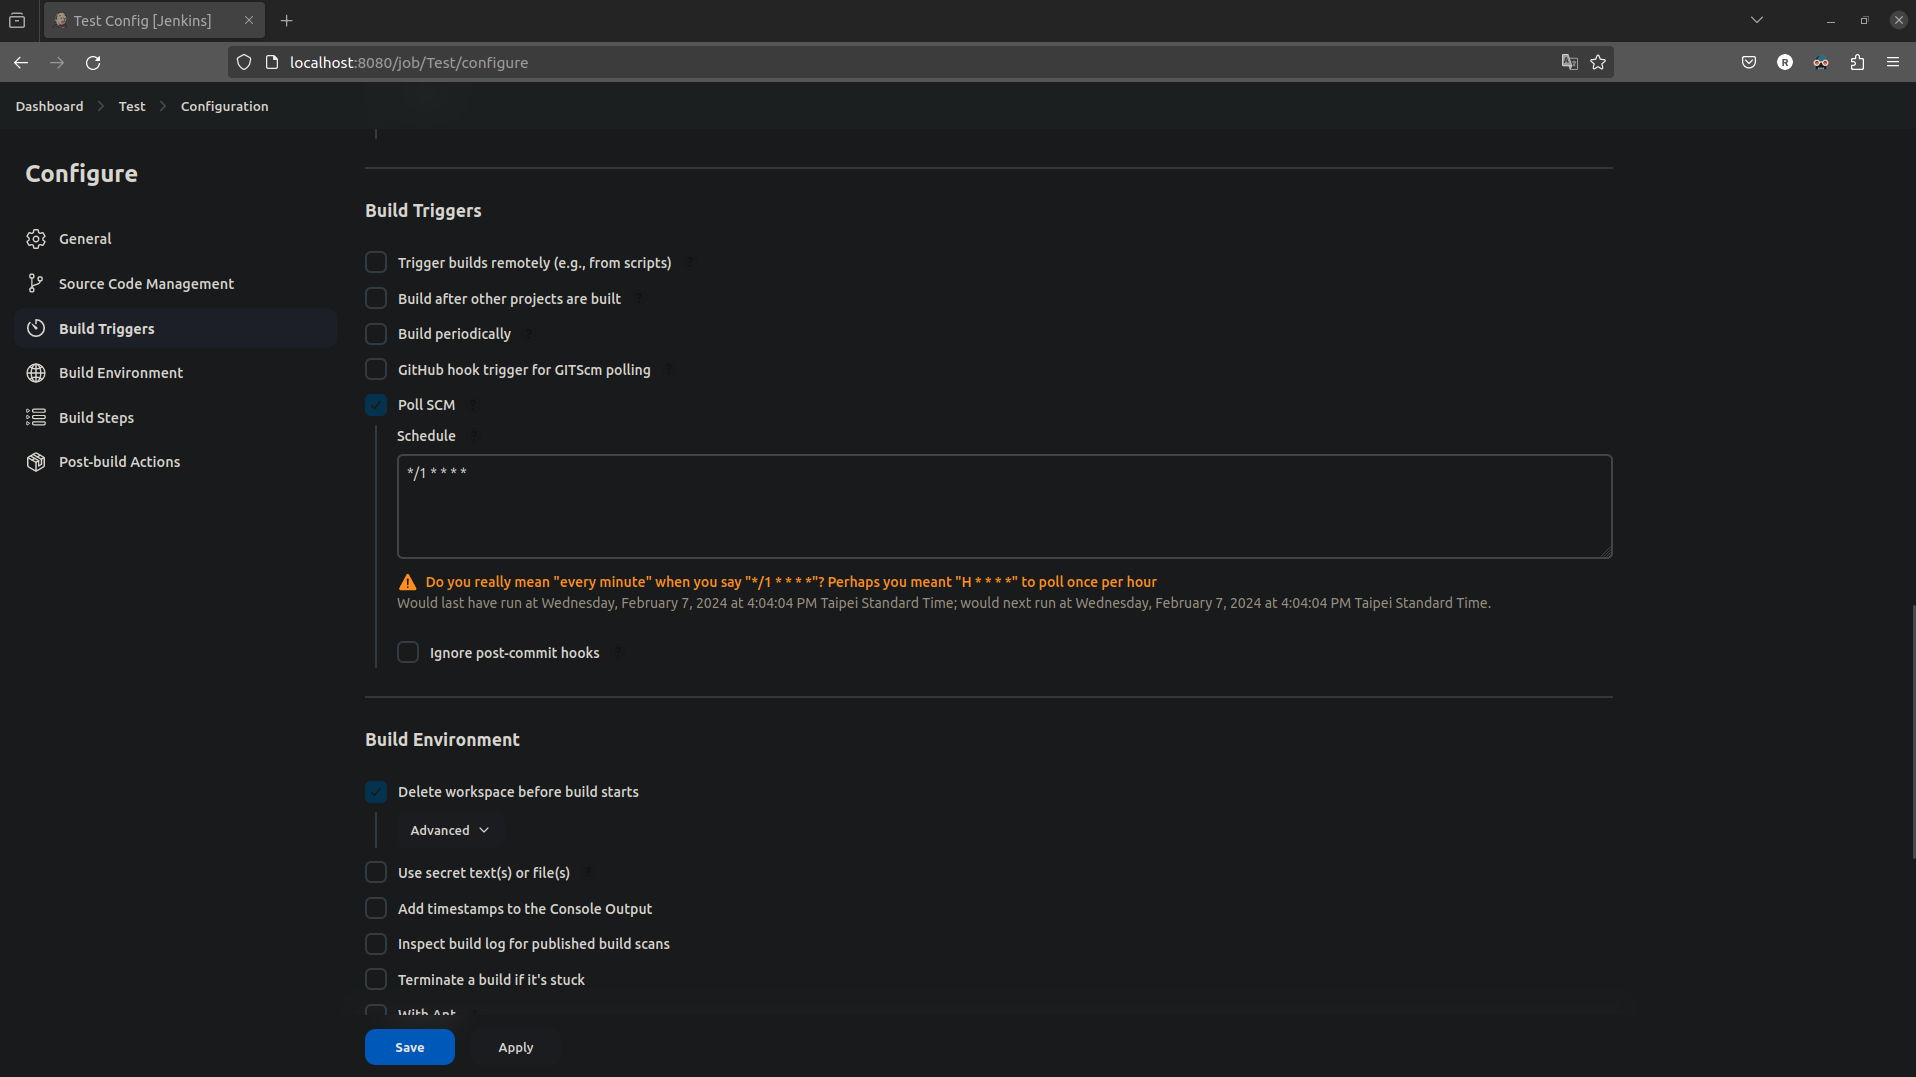 Test Config [Jenkins]
localhost:8080/job/Test/configure
R
Dashboard
Test
Configuration
Configure
General
Source Code Management
Build Triggers
Build Environment
Build Steps
Post-build Actions
Build Triggers
Trigger builds remotely (e.g., from scripts) ?
Build after other projects are built ?
Build periodically ?
GitHub hook trigger for GITScm polling ?
Poll SCM ?
Schedule ?
*/1 * * * *
Do you really mean "every minute" when you say "*/1 * * * *"? Perhaps you meant "H * * * *" to poll once per hour
Would last have run at Wednesday, February 7, 2024 at 4:04:04 PM Taipei Standard Time; would next run at Wednesday, February 7, 2024 at 4:04:04 PM Taipei Standard Time.
Ignore post-commit hooks ?
Build Environment
Delete workspace before build starts
Advanced
Use secret text(s) or file(s) ?
Add timestamps to the Console Output
Inspect build log for published build scans
Terminate a build if it's stuck
With Ant ?
Save
Apply